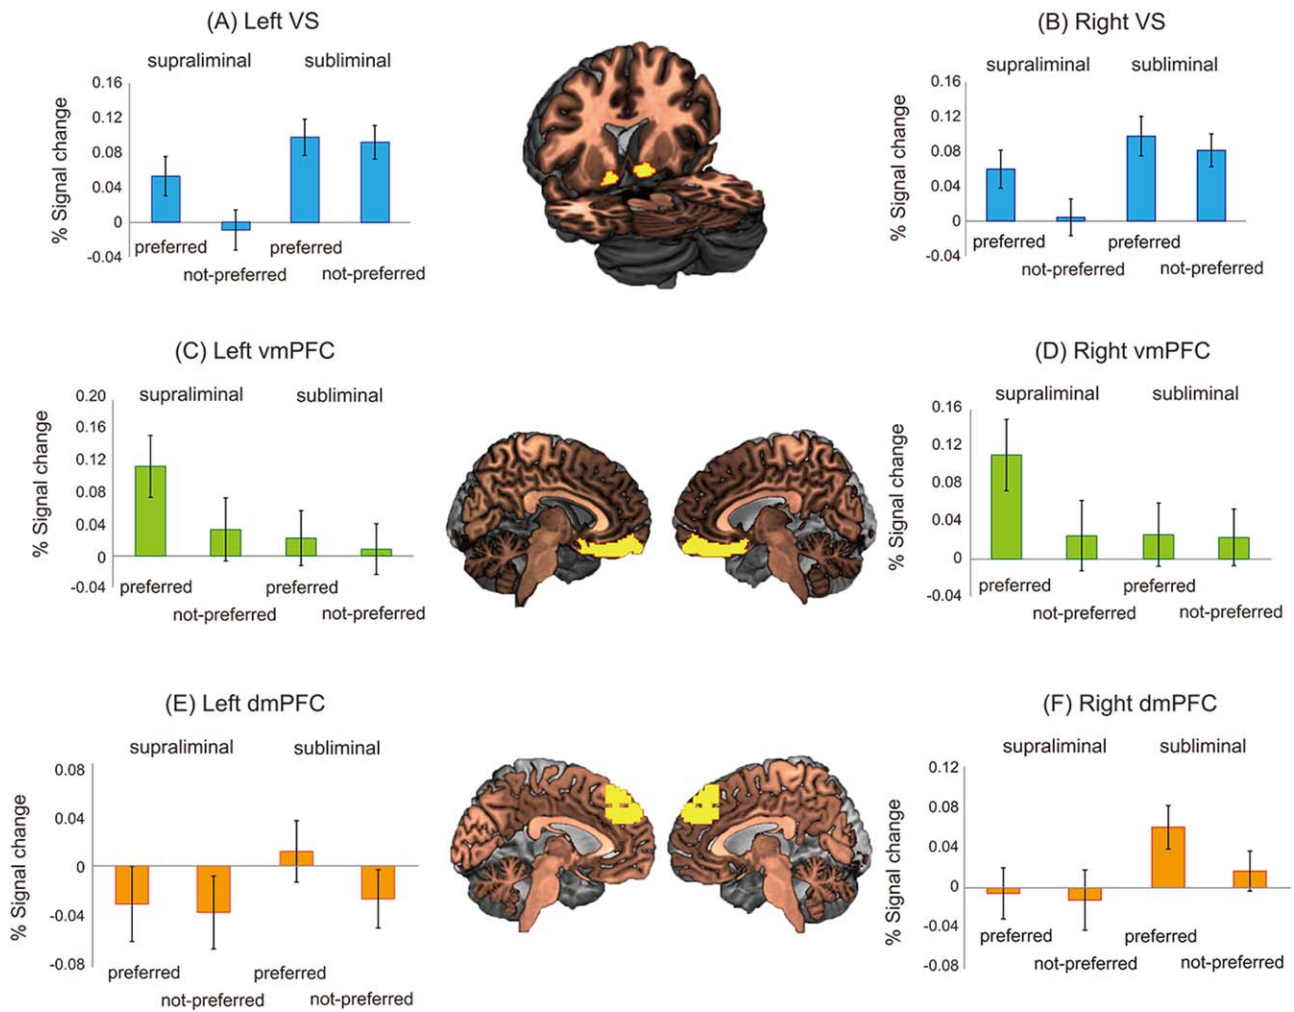 (A) Left VS
supraliminal subliminal
% Signal change
0.16
0.12
0.08
0.04
0
-0.04
preferred preferred
not-preferred not-preferred
(B) Right VS
supraliminal subliminal
% Signal change
0.16
0.12
0.08
0.04
0
-0.04
preferred preferred
not-preferred not-preferred
(C) Left vmPFC
supraliminal subliminal
% Signal change
0.20
0.16
0.12
0.08
0.04
0
-0.04
preferred preferred
not-preferred not-preferred
(D) Right vmPFC
supraliminal subliminal
% Signal change
0.16
0.12
0.08
0.04
0
-0.04
preferred preferred
not-preferred not-preferred
(E) Left dmPFC
supraliminal subliminal
% Signal change
0.08
0.04
0
-0.04
-0.08
preferred preferred
not-preferred not-preferred
(F) Right dmPFC
supraliminal subliminal
% Signal change
0.12
0.08
0.04
0
-0.04
-0.08
preferred preferred
not-preferred not-preferred